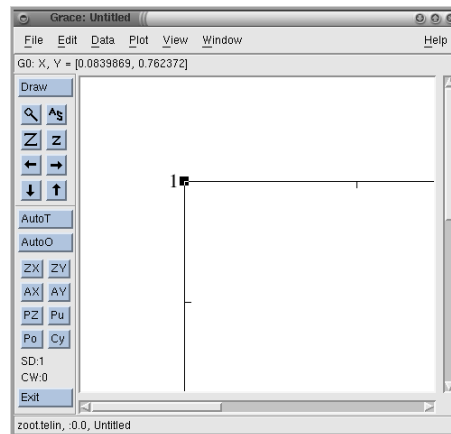 Grace: Untitled
File Edit Data Plot View Window Help
G0: X, Y = [0.0839869, 0.762372]
Draw
AS
Z z
AutoT
AutoO
ZX ZY
AX AY
PZ Pu
Po Cy
SD:1
CW:0
Exit
1
zoot.telin, :0.0, Untitled